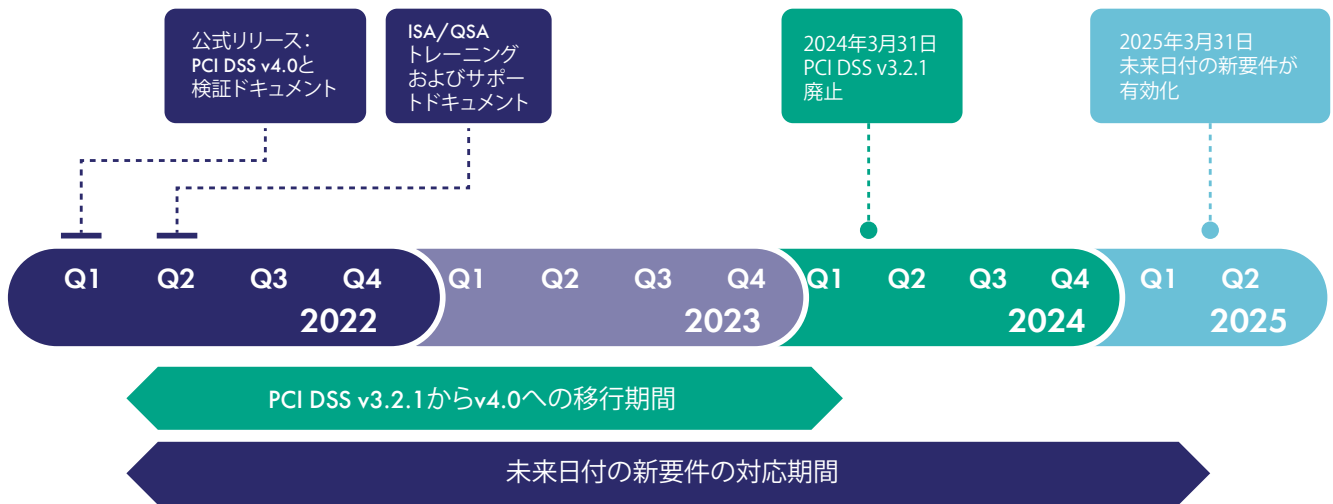 公式リリース：
PCI DSS v4.0と
検証ドキュメント
ISA/QSA
トレーニング
およびサポー
トドキュメント
2024年3月31日
PCI DSS v3.2.1
廃止
2025年3月31日
未来日付の新要件が
有効化
Q1 Q2 Q3 Q4 Q1 Q2 Q3 Q4 Q1 Q2 Q3 Q4 Q1 Q2
2022 2023 2024 2025
PCI DSS v3.2.1からv4.0への移行期間
未来日付の新要件の対応期間